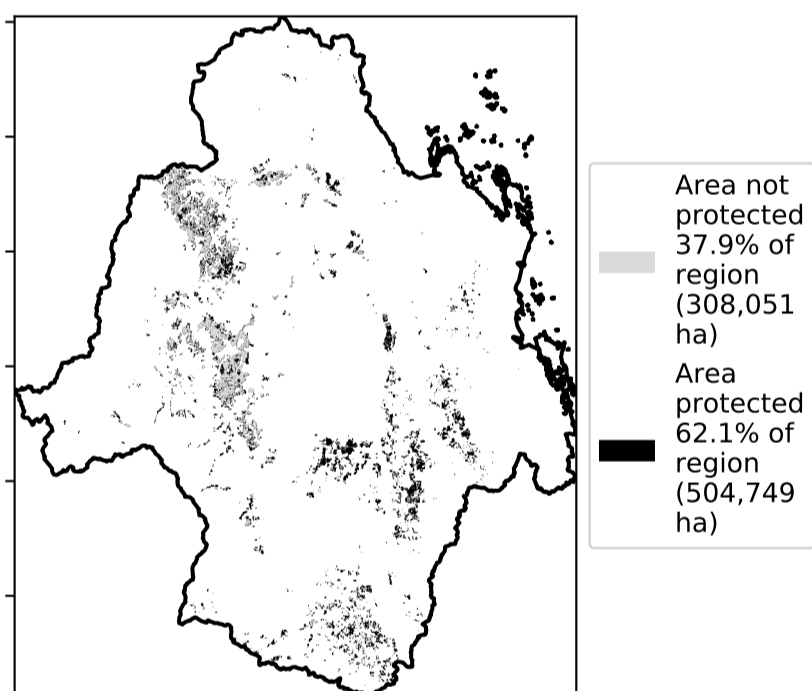 Area not
protected
37.9% of
region
(308,051
ha)
Area
protected
62.1% of
region
(504,749
ha)